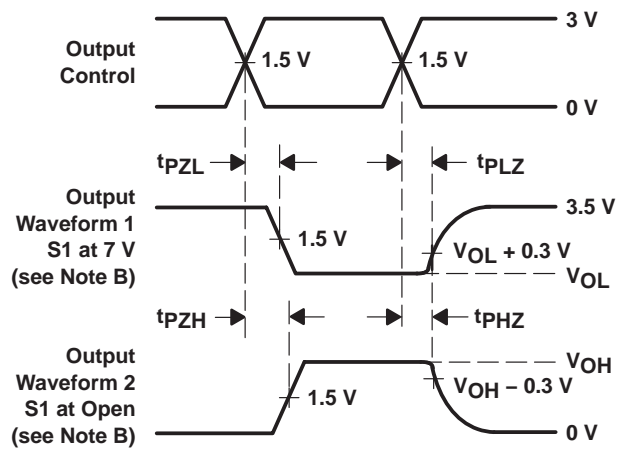 3 V
Output
Control
1.5 V
1.5 V
0 V
tPZL
tPLZ
Output
Waveform 1
S1 at 7 V
(see Note B)
3.5 V
1.5 V
VOL + 0.3 V
VOL
tPZH
tPHZ
Output
Waveform 2
S1 at Open
(see Note B)
VOH
1.5 V
VOH − 0.3 V
0 V